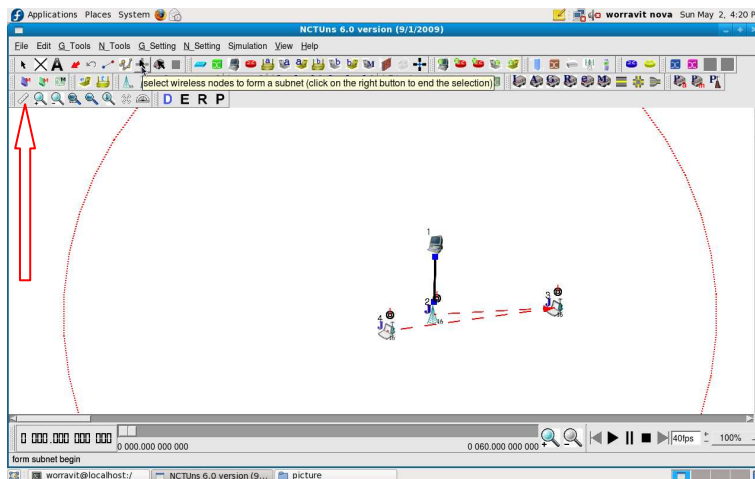 Applications Places System worravit nova Sun May 2, 4:20 P
NCTUns 6.0 version (9/1/2009)
File Edit G_Tools N_Tools G_Setting N_Setting Simulation View Help
select wireless nodes to form a subnet (click on the right button to end the selection)
D E R P
1
2
3
4
J
J
J
0 000 .000 000 000
0 000.000 000 000
0 060.000 000 000
40fps
100%
form subnet begin
worravit@localhost:/ NCTUns 6.0 version (9... picture